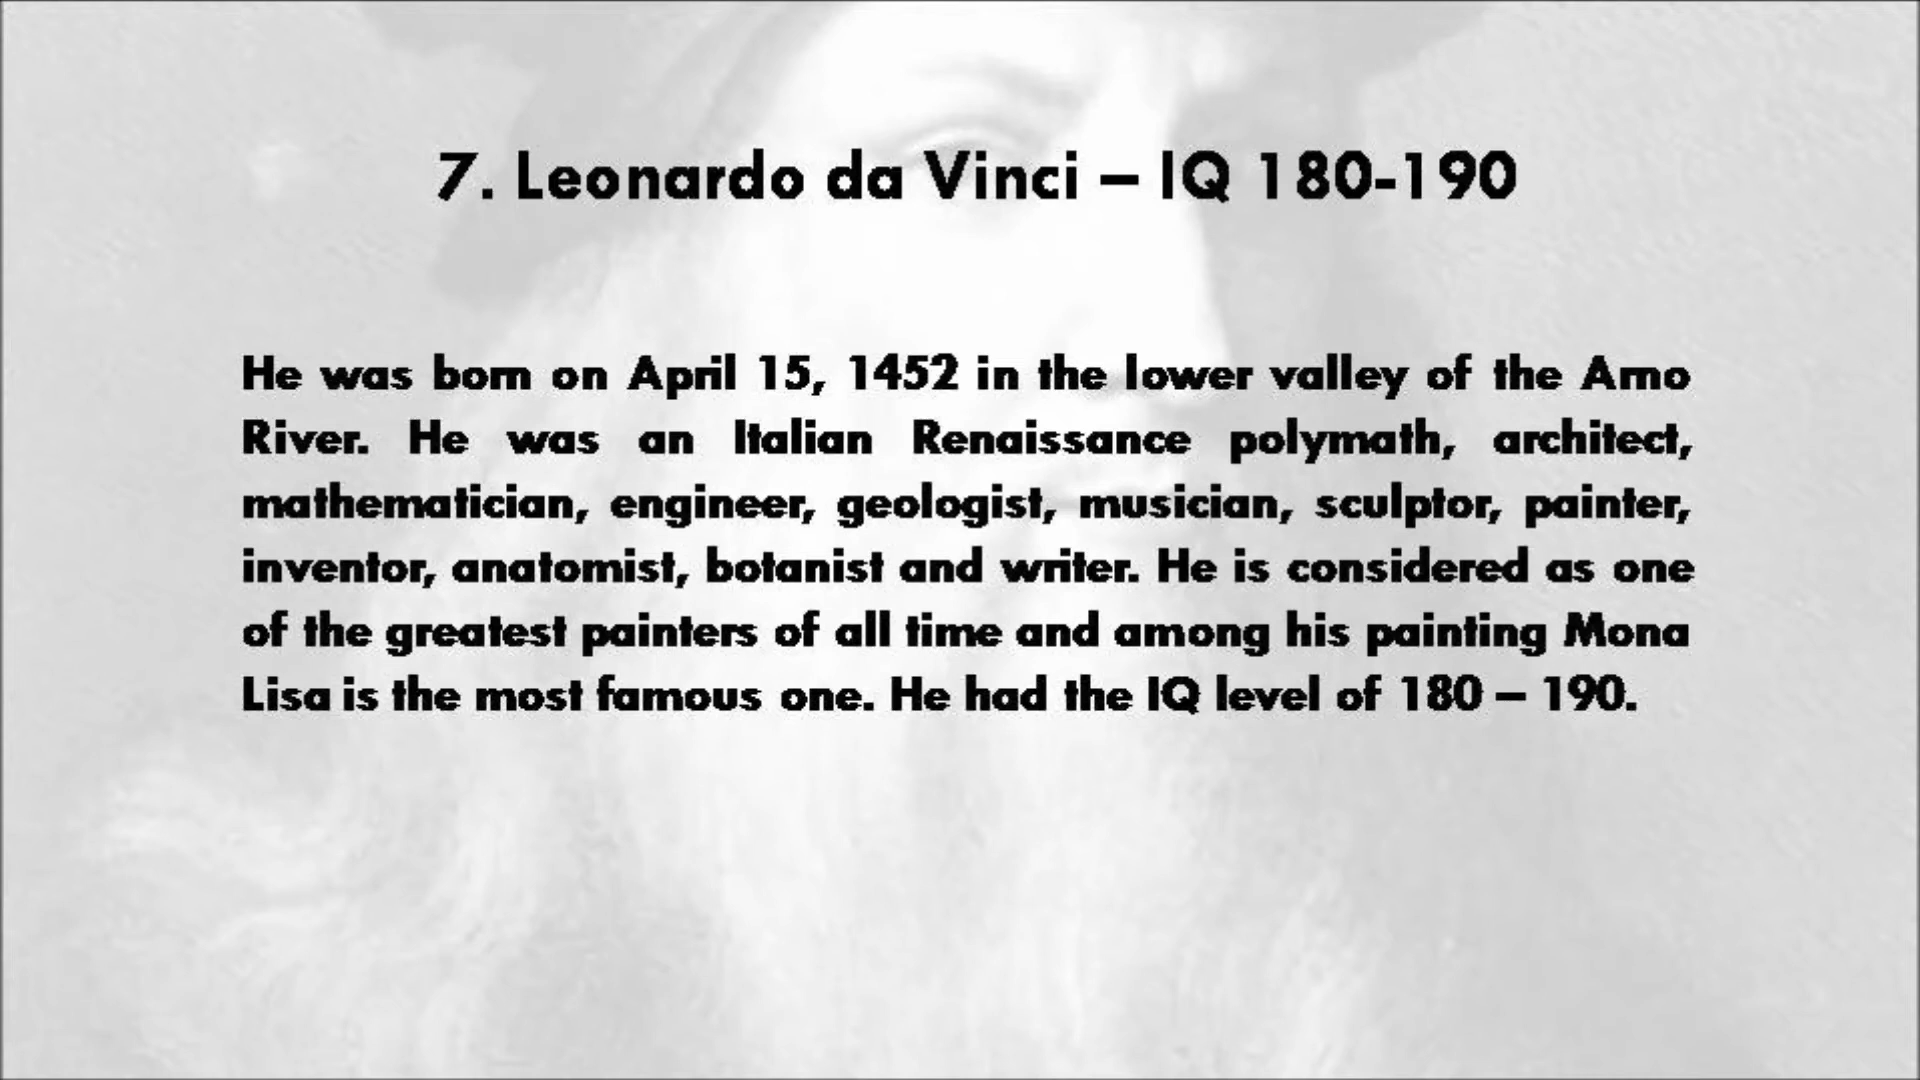 7. Leonardo da Vinci – IQ 180-190
He was born on April 15, 1452 in the lower valley of the Arno
River. He was an Italian Renaissance polymath, architect,
mathematician, engineer, geologist, musician, sculptor, painter,
inventor, anatomist, botanist and writer. He is considered as one
of the greatest painters of all time and among his painting Mona
Lisa is the most famous one. He had the IQ level of 180 – 190.